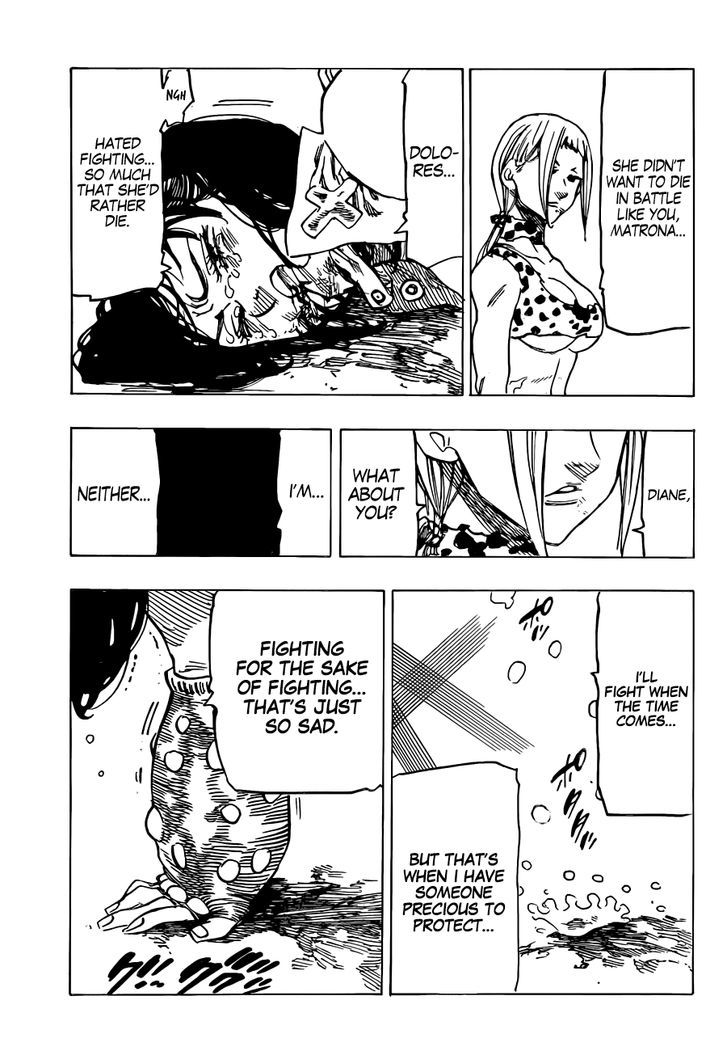 SHE DIDN'T
WANT TO DIE
IN BATTLE
LIKE YOU,
MATRONA...
DOLO-
RES...
NGH
HATED
FIGHTING...
SO MUCH
THAT SHE'D
RATHER
DIE.
DIANE,
WHAT
ABOUT
YOU?
I'M...
NEITHER...
I'LL
FIGHT WHEN
THE TIME
COMES...
BUT THAT'S
WHEN I HAVE
SOMEONE
PRECIOUS TO
PROTECT...
FIGHTING
FOR THE SAKE
OF FIGHTING...
THAT'S JUST
SO SAD.